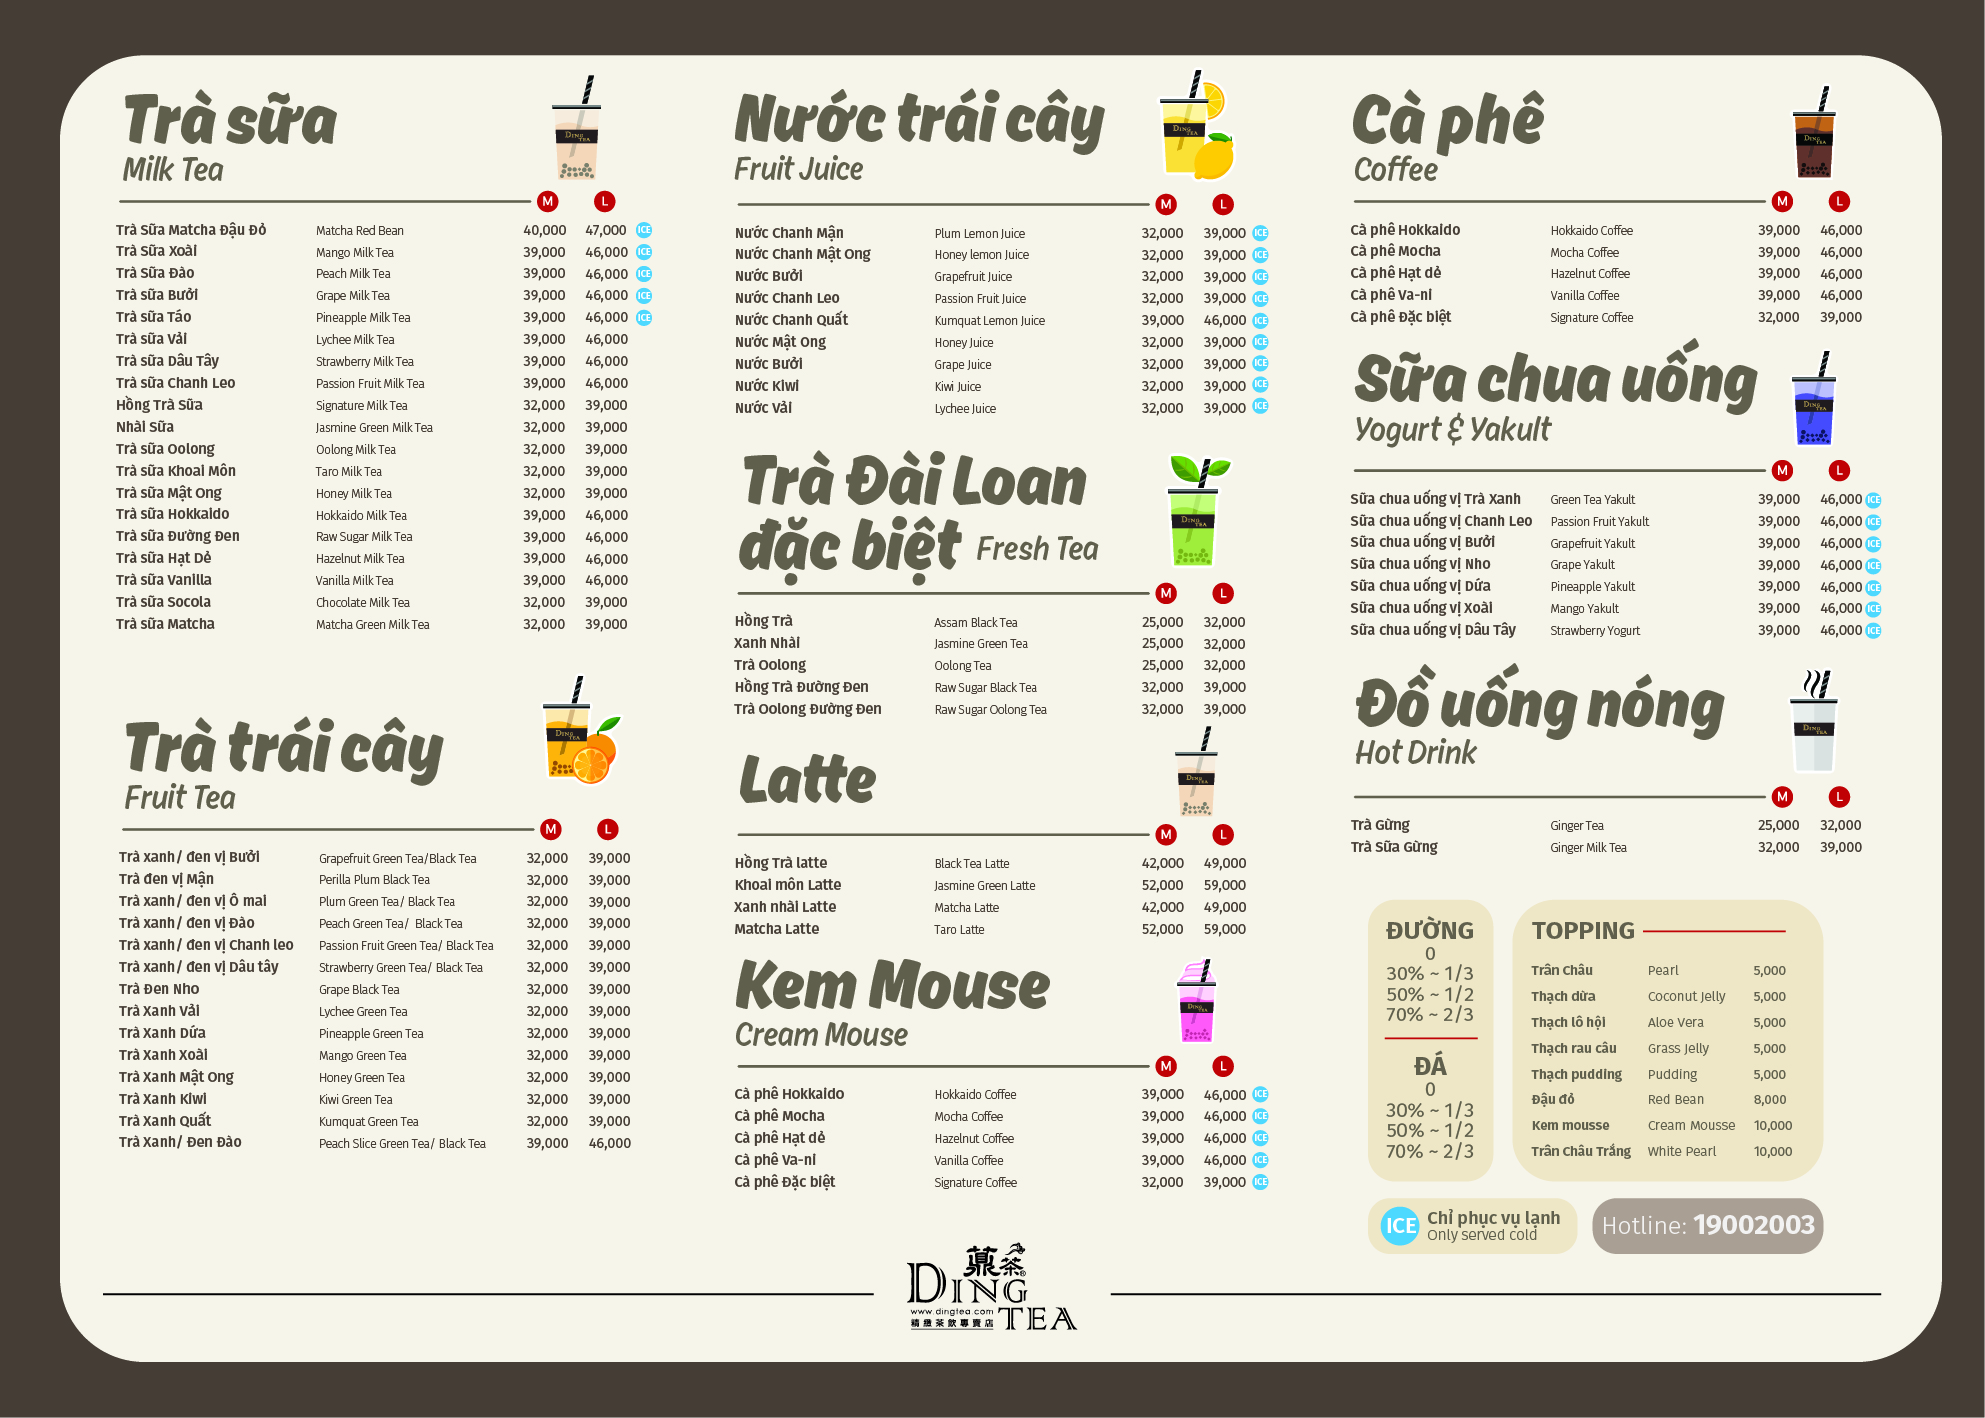 Trà sữa
Milk Tea
M L
Trà Sữa Matcha Đậu Đỏ Matcha Red Bean 40,000 47,000 ICE
Trà Sữa Xoài Mango Milk Tea 39,000 46,000 ICE
Trà Sữa Đào Peach Milk Tea 39,000 46,000 ICE
Trà sữa Bưởi Grape Milk Tea 39,000 46,000 ICE
Trà sữa Táo Pineapple Milk Tea 39,000 46,000 ICE
Trà sữa Vải Lychee Milk Tea 39,000 46,000
Trà sữa Dâu Tây Strawberry Milk Tea 39,000 46,000
Trà sữa Chanh Leo Passion Fruit Milk Tea 39,000 46,000
Hồng Trà Sữa Signature Milk Tea 32,000 39,000
Nhài Sữa Jasmine Green Milk Tea 32,000 39,000
Trà sữa Oolong Oolong Milk Tea 32,000 39,000
Trà sữa Khoai Môn Taro Milk Tea 32,000 39,000
Trà sữa Mật Ong Honey Milk Tea 32,000 39,000
Trà sữa Hokkaido Hokkaido Milk Tea 39,000 46,000
Trà sữa Đường Đen Raw Sugar Milk Tea 39,000 46,000
Trà sữa Hạt Dẻ Hazelnut Milk Tea 39,000 46,000
Trà sữa Vanilla Vanilla Milk Tea 39,000 46,000
Trà sữa Socola Chocolate Milk Tea 32,000 39,000
Trà sữa Matcha Matcha Green Milk Tea 32,000 39,000
Trà trái cây
Fruit Tea
M L
Trà xanh/ đen vị Bưởi Grapefruit Green Tea/Black Tea 32,000 39,000
Trà đen vị Mận Perilla Plum Black Tea 32,000 39,000
Trà xanh/ đen vị Ô mai Plum Green Tea/ Black Tea 32,000 39,000
Trà xanh/ đen vị Đào Peach Green Tea/ Black Tea 32,000 39,000
Trà xanh/ đen vị Chanh leo Passion Fruit Green Tea/ Black Tea 32,000 39,000
Trà xanh/ đen vị Dâu tây Strawberry Green Tea/ Black Tea 32,000 39,000
Trà Đen Nho Grape Black Tea 32,000 39,000
Trà Xanh Vải Lychee Green Tea 32,000 39,000
Trà Xanh Dứa Pineapple Green Tea 32,000 39,000
Trà Xanh Xoài Mango Green Tea 32,000 39,000
Trà Xanh Mật Ong Honey Green Tea 32,000 39,000
Trà Xanh Kiwi Kiwi Green Tea 32,000 39,000
Trà Xanh Quất Kumquat Green Tea 32,000 39,000
Trà Xanh/ Đen Đào Peach Slice Green Tea/ Black Tea 39,000 46,000
Nước trái cây
Fruit Juice
M L
Nước Chanh Mận Plum Lemon Juice 32,000 39,000 ICE
Nước Chanh Mật Ong Honey lemon Juice 32,000 39,000 ICE
Nước Bưởi Grapefruit Juice 32,000 39,000 ICE
Nước Chanh Leo Passion Fruit Juice 32,000 39,000 ICE
Nước Chanh Quất Kumquat Lemon Juice 39,000 46,000 ICE
Nước Mật Ong Honey Juice 32,000 39,000 ICE
Nước Bưởi Grape Juice 32,000 39,000 ICE
Nước Kiwi Kiwi Juice 32,000 39,000 ICE
Nước Vải Lychee Juice 32,000 39,000 ICE
Trà Đài Loan
đặc biệt Fresh Tea
M L
Hồng Trà Assam Black Tea 25,000 32,000
Xanh Nhài Jasmine Green Tea 25,000 32,000
Trà Oolong Oolong Tea 25,000 32,000
Hồng Trà Đường Đen Raw Sugar Black Tea 32,000 39,000
Trà Oolong Đường Đen Raw Sugar Oolong Tea 32,000 39,000
Latte
M L
Hồng Trà latte Black Tea Latte 42,000 49,000
Khoai môn Latte Jasmine Green Latte 52,000 59,000
Xanh nhài Latte Matcha Latte 42,000 49,000
Matcha Latte Taro Latte 52,000 59,000
Kem Mouse
Cream Mouse
M L
Cà phê Hokkaido Hokkaido Coffee 39,000 46,000 ICE
Cà phê Mocha Mocha Coffee 39,000 46,000 ICE
Cà phê Hạt dẻ Hazelnut Coffee 39,000 46,000 ICE
Cà phê Va-ni Vanilla Coffee 39,000 46,000 ICE
Cà phê Đặc biệt Signature Coffee 32,000 39,000 ICE
Cà phê
Coffee
M L
Cà phê Hokkaido Hokkaido Coffee 39,000 46,000
Cà phê Mocha Mocha Coffee 39,000 46,000
Cà phê Hạt dẻ Hazelnut Coffee 39,000 46,000
Cà phê Va-ni Vanilla Coffee 39,000 46,000
Cà phê Đặc biệt Signature Coffee 32,000 39,000
Sữa chua uống
Yogurt & Yakult
M L
Sữa chua uống vị Trà Xanh Green Tea Yakult 39,000 46,000 ICE
Sữa chua uống vị Chanh Leo Passion Fruit Yakult 39,000 46,000 ICE
Sữa chua uống vị Bưởi Grapefruit Yakult 39,000 46,000 ICE
Sữa chua uống vị Nho Grape Yakult 39,000 46,000 ICE
Sữa chua uống vị Dứa Pineapple Yakult 39,000 46,000 ICE
Sữa chua uống vị Xoài Mango Yakult 39,000 46,000 ICE
Sữa chua uống vị Dâu Tây Strawberry Yogurt 39,000 46,000 ICE
Đồ uống nóng
Hot Drink
M L
Trà Gừng Ginger Tea 25,000 32,000
Trà Sữa Gừng Ginger Milk Tea 32,000 39,000
ĐƯỜNG
0
30% ~ 1/3
50% ~ 1/2
70% ~ 2/3
ĐÁ
0
30% ~ 1/3
50% ~ 1/2
70% ~ 2/3
TOPPING
Trân Châu Pearl 5,000
Thạch dừa Coconut Jelly 5,000
Thạch lô hội Aloe Vera 5,000
Thạch rau câu Grass Jelly 5,000
Thạch pudding Pudding 5,000
Đậu đỏ Red Bean 8,000
Kem mousse Cream Mousse 10,000
Trân Châu Trắng White Pearl 10,000
ICE Chỉ phục vụ lạnh
Only served cold
Hotline: 19002003
茶
DING
www.dingtea.com
TEA
精緻茶飲專賣店